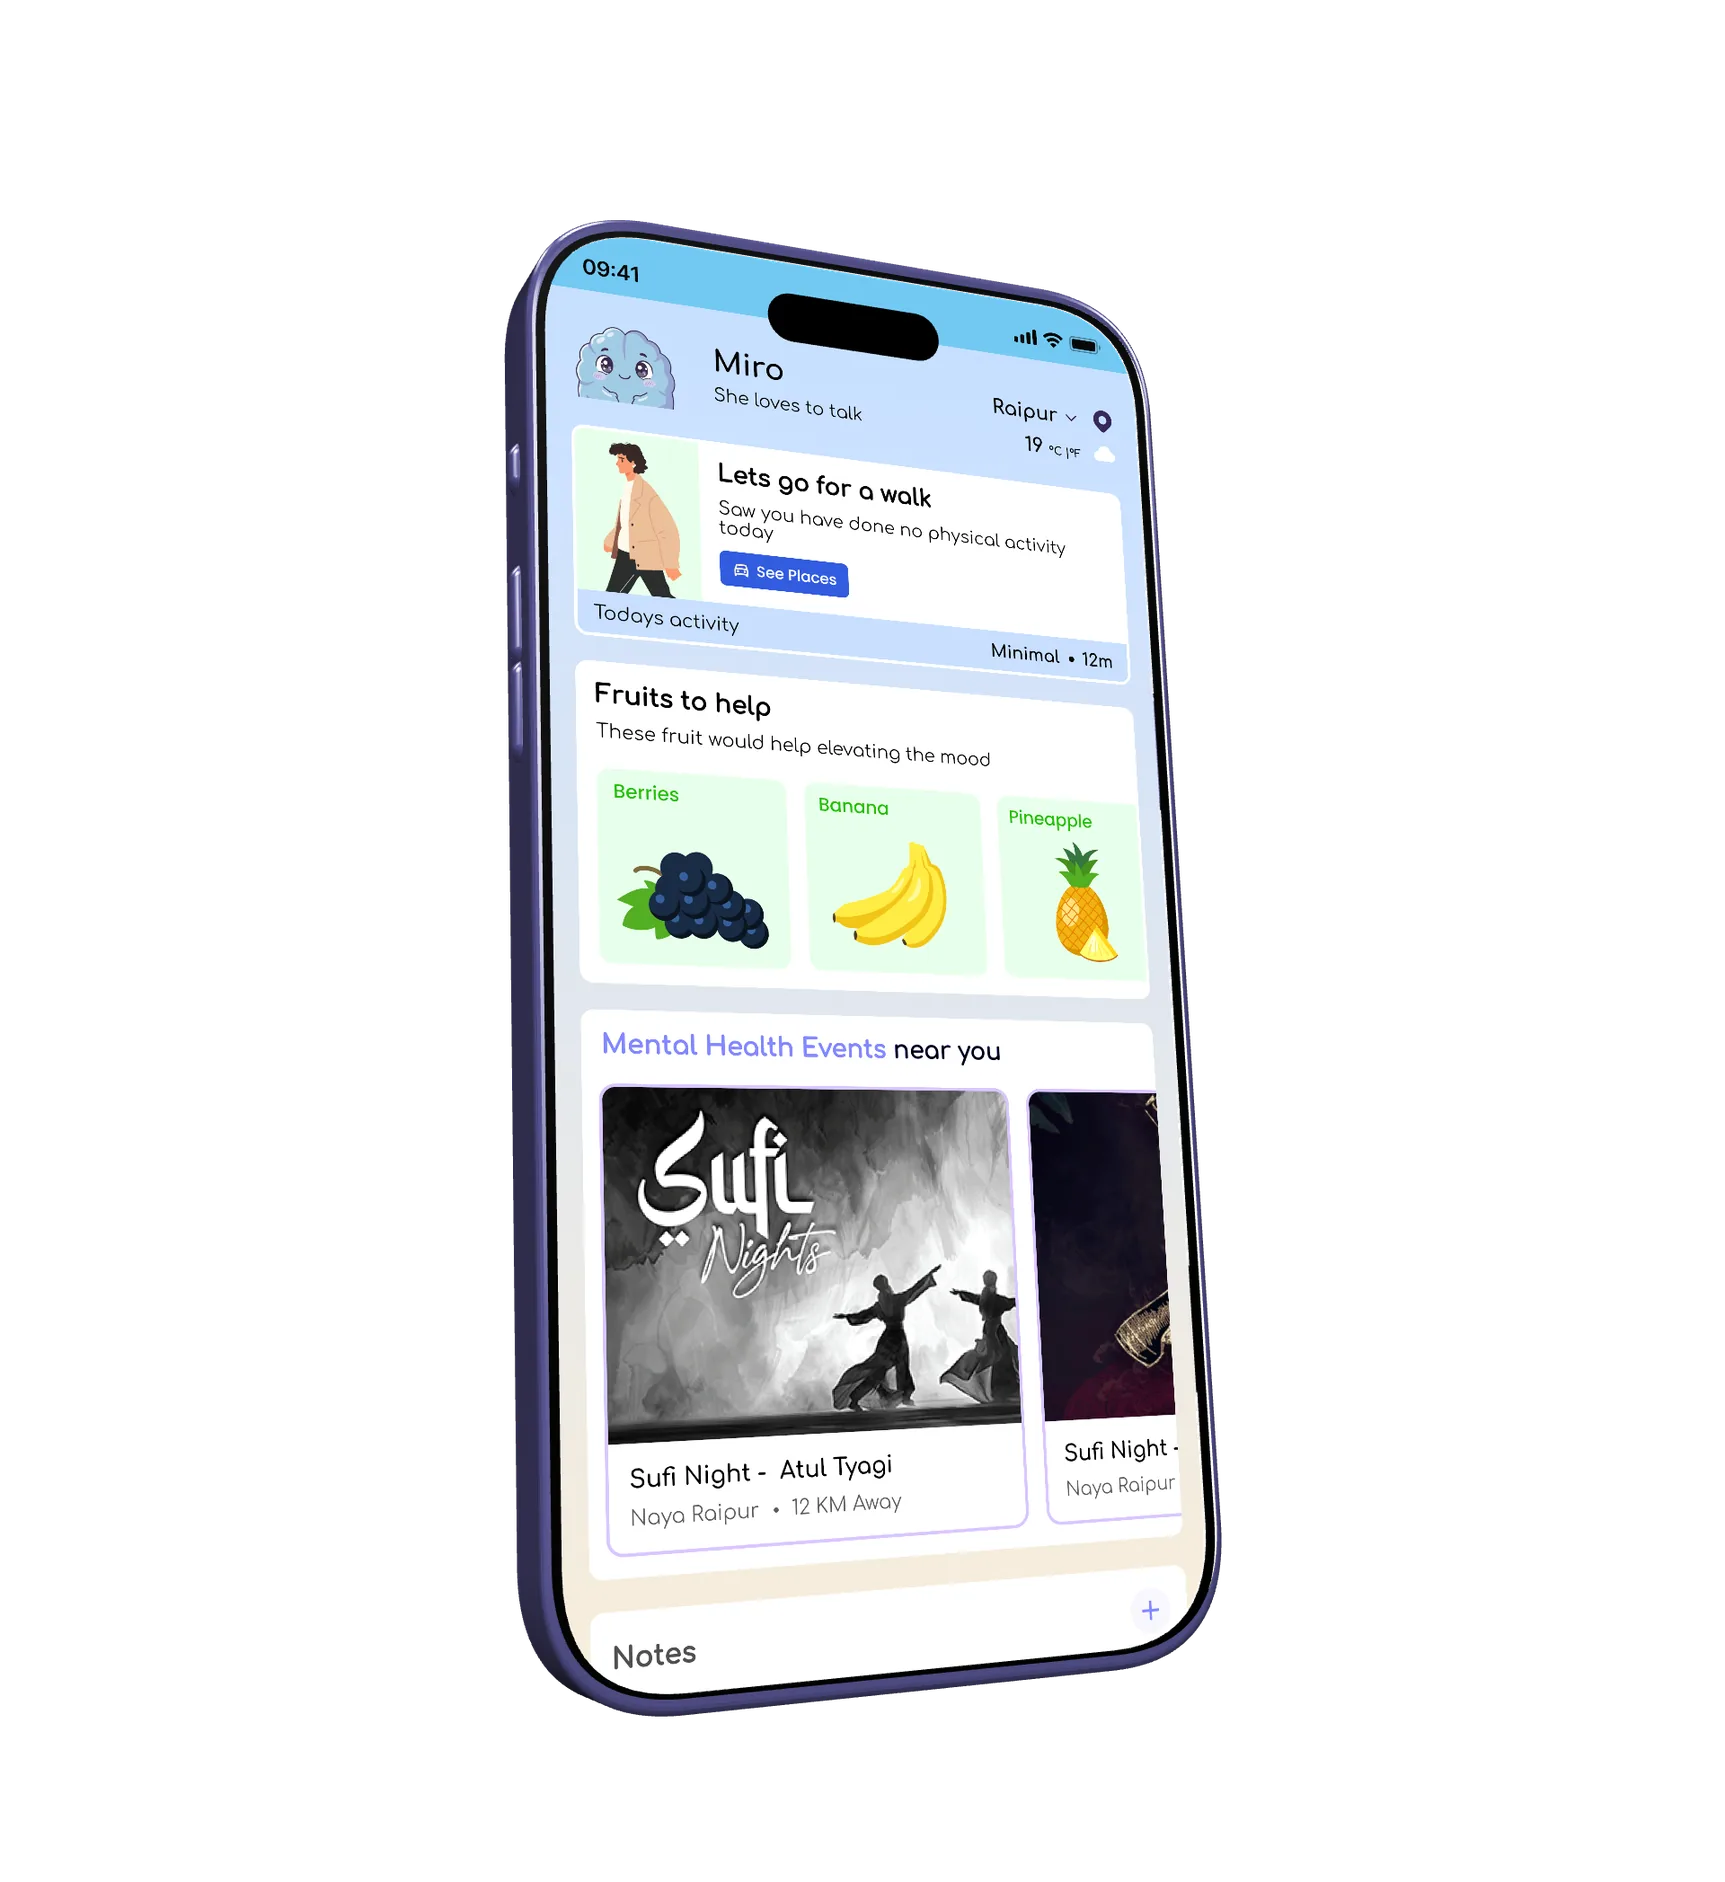 09:41
Miro
She loves to talk
Raipur
19 °C |°F
Lets go for a walk
Saw you have done no physical activity
today
See Places
Todays activity
Minimal • 12m
Fruits to help
These fruit would help elevating the mood
Berries
Banana
Pineapple
Mental Health Events near you
Sufi
Nights
Sufi Night - Atul Tyagi
Naya Raipur • 12 KM Away
Sufi Night -
Naya Raipur
Notes